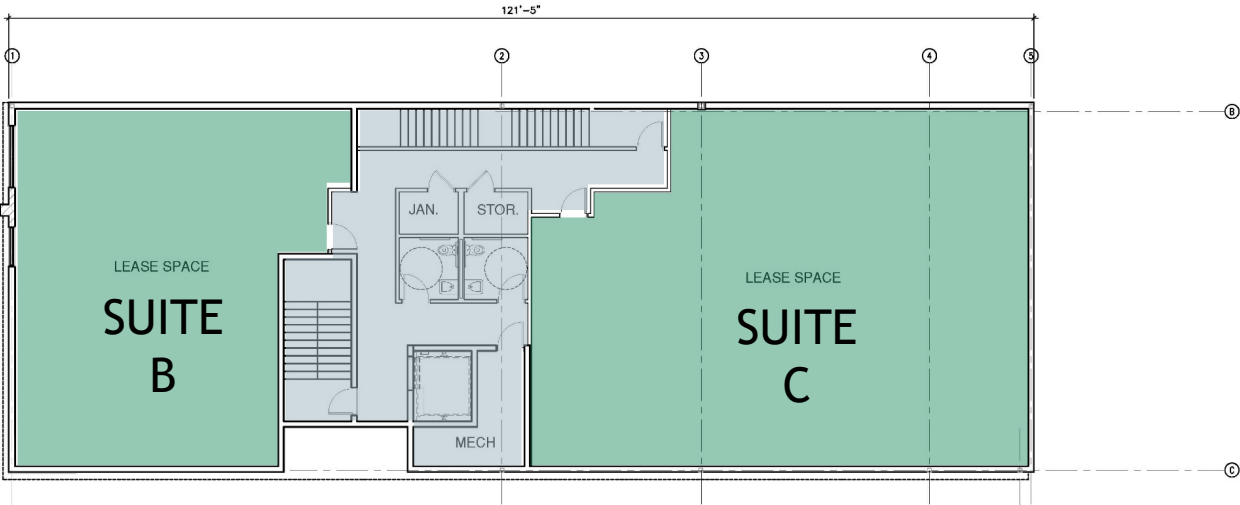 121'-5"
1 2 3 4 5
B
JAN. STOR.
LEASE SPACE
SUITE
B
LEASE SPACE
SUITE
C
MECH
C